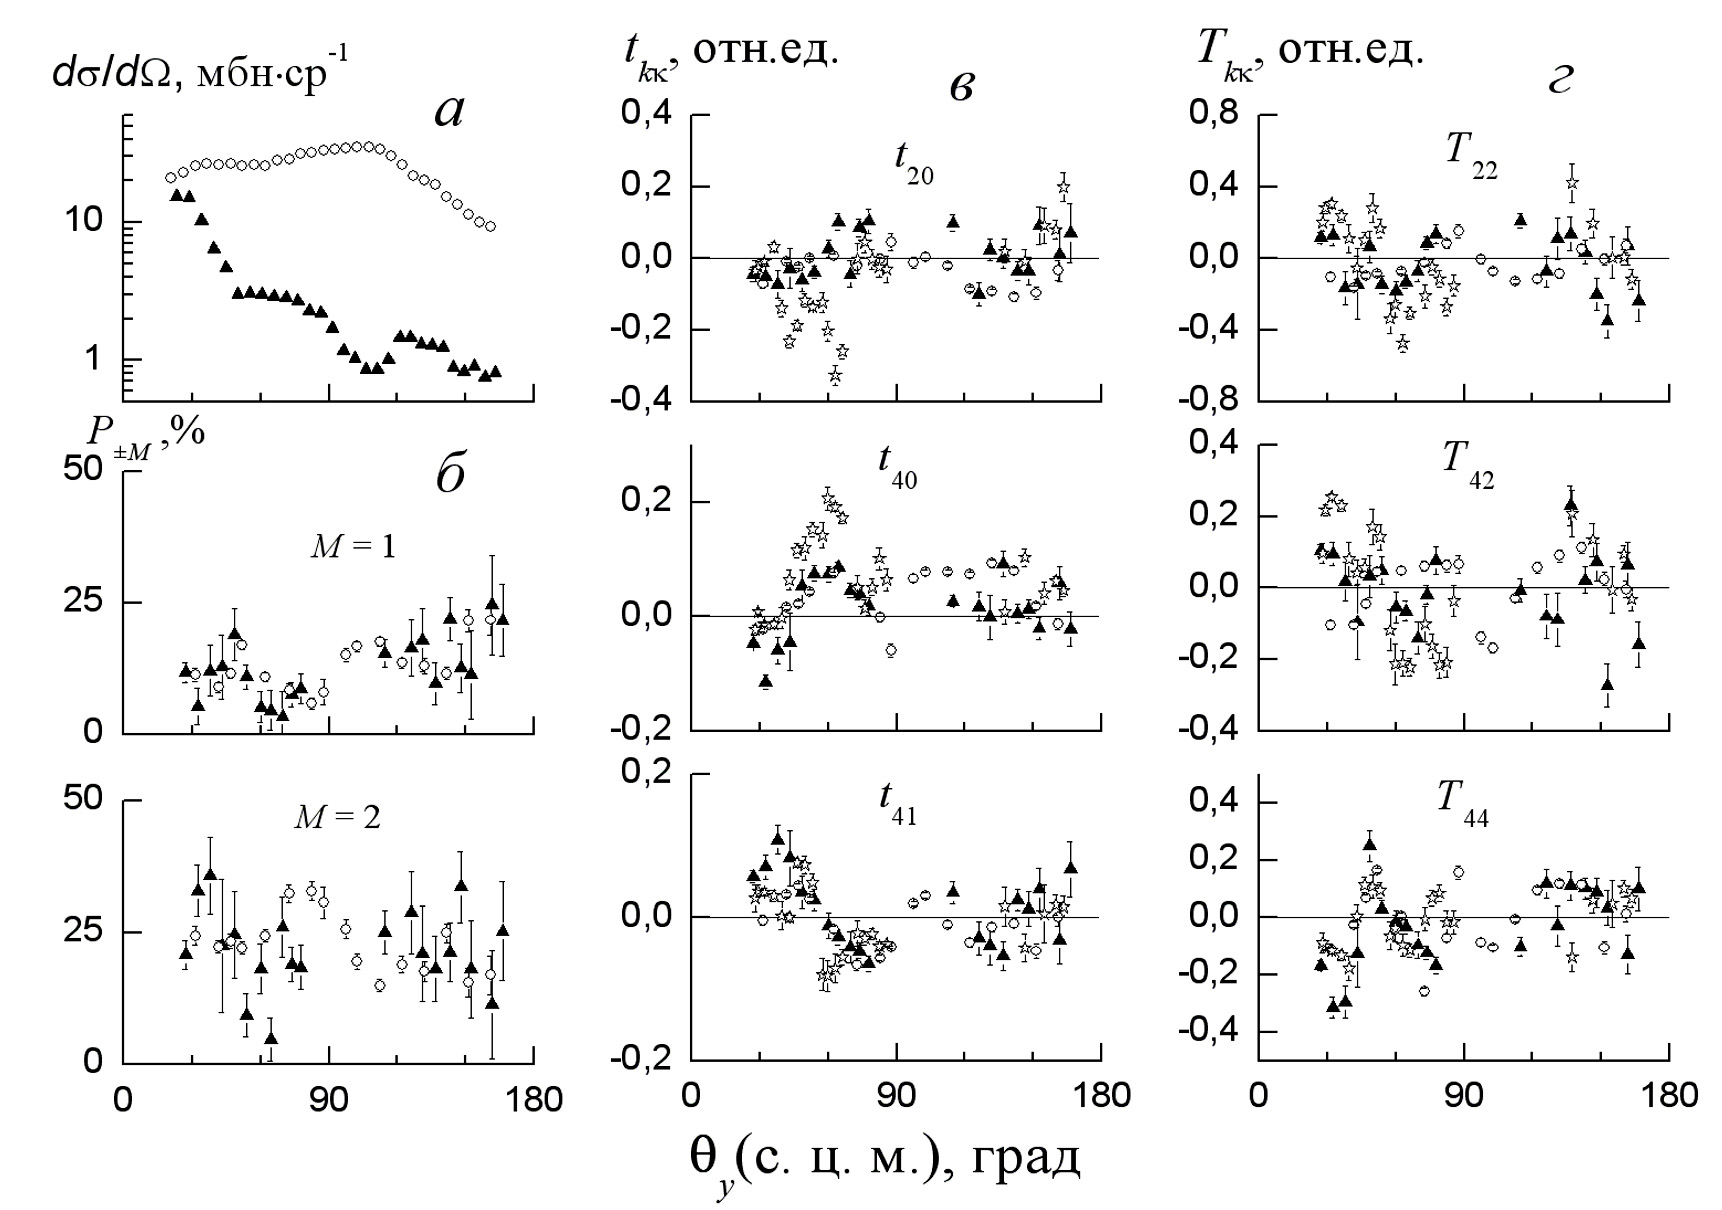 dσ/dΩ, мбн·ср⁻¹
а
10
1
P±M ,%
б
50
25
0
M = 1
50
25
0
M = 2
0 90 180
tkк, отн.ед.
в
0,4
0,2
0,0
-0,2
-0,4
t20
0,2
0,0
-0,2
t40
0,2
0,0
-0,2
t41
0 90 180
Tkк, отн.ед.
г
0,8
0,4
0,0
-0,4
-0,8
T22
0,4
0,2
0,0
-0,2
-0,4
T42
0,4
0,2
0,0
-0,2
-0,4
T44
0 90 180
θy(с. ц. м.), град